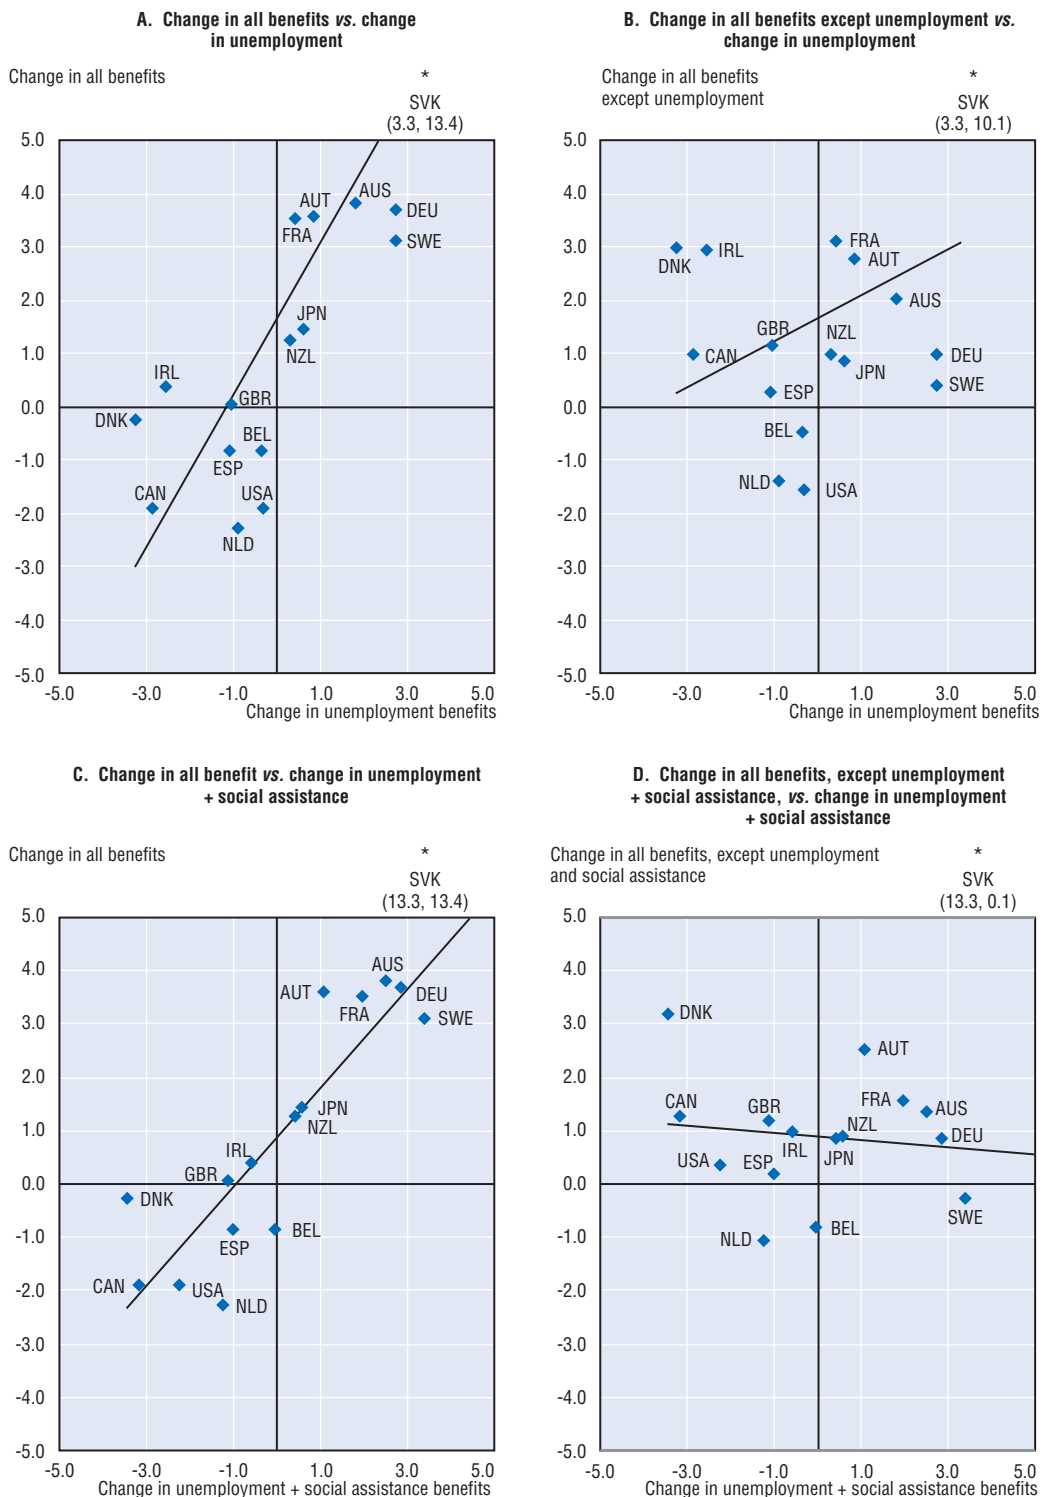 A. Change in all benefits vs. change
in unemployment
Change in all benefits
*
SVK
(3.3, 13.4)
5.0
4.0
3.0
2.0
1.0
0.0
-1.0
-2.0
-3.0
-4.0
-5.0
AUS
AUT
DEU
FRA
SWE
JPN
NZL
IRL
GBR
DNK
BEL
ESP
CAN
USA
NLD
-5.0 -3.0 -1.0 1.0 3.0 5.0
Change in unemployment benefits
B. Change in all benefits except unemployment vs.
change in unemployment
Change in all benefits
except unemployment
*
SVK
(3.3, 10.1)
5.0
4.0
3.0
2.0
1.0
0.0
-1.0
-2.0
-3.0
-4.0
-5.0
FRA
IRL
AUT
DNK
AUS
GBR
NZL
CAN
DEU
JPN
SWE
ESP
BEL
NLD
USA
-5.0 -3.0 -1.0 1.0 3.0 5.0
Change in unemployment benefits
C. Change in all benefit vs. change in unemployment
+ social assistance
Change in all benefits
*
SVK
(13.3, 13.4)
5.0
4.0
3.0
2.0
1.0
0.0
-1.0
-2.0
-3.0
-4.0
-5.0
AUS
AUT
DEU
FRA
SWE
JPN
NZL
IRL
GBR
DNK
BEL
ESP
CAN
USA
NLD
-5.0 -3.0 -1.0 1.0 3.0 5.0
Change in unemployment + social assistance benefits
D. Change in all benefits, except unemployment
+ social assistance, vs. change in unemployment
+ social assistance
Change in all benefits, except unemployment
and social assistance
*
SVK
(13.3, 0.1)
5.0
4.0
3.0
2.0
1.0
0.0
-1.0
-2.0
-3.0
-4.0
-5.0
DNK
AUT
CAN
FRA
GBR
AUS
NZL
DEU
IRL
JPN
USA
ESP
SWE
BEL
NLD
-5.0 -3.0 -1.0 1.0 3.0 5.0
Change in unemployment + social assistance benefits